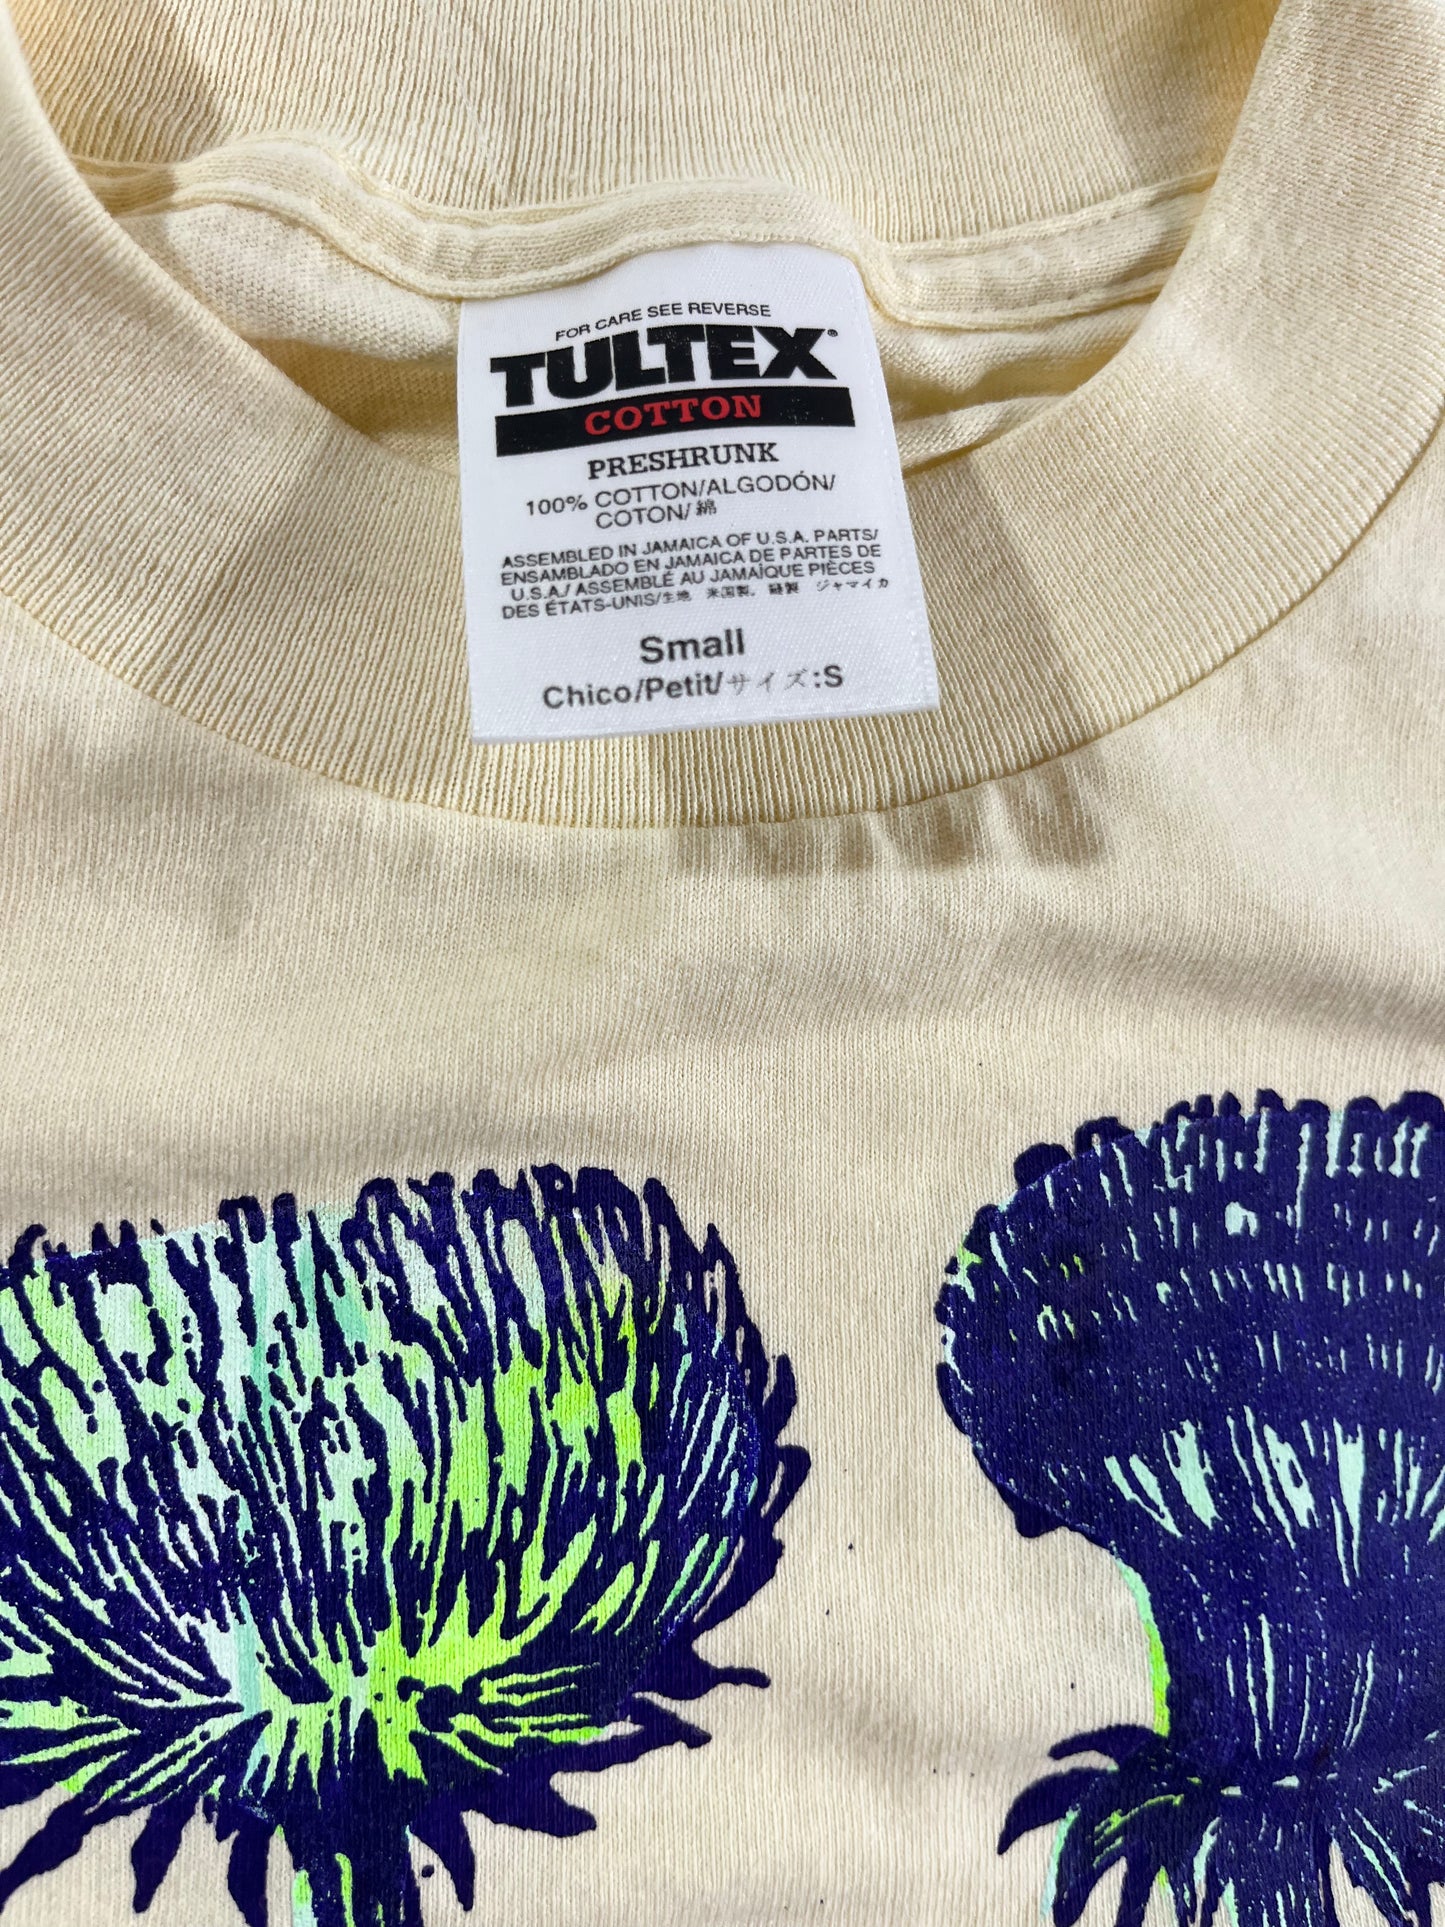 FOR CARE SEE REVERSE
TULTEX®
COTTON
PRESHRUNK
100% COTTON/ALGODÓN/
COTON/綿
ASSEMBLED IN JAMAICA OF U.S.A. PARTS/
ENSAMBLADO EN JAMAICA DE PARTES DE
U.S.A./ ASSEMBLÉ AU JAMAÏQUE PIÈCES
DES ÉTATS-UNIS/生地 米国製, 縫製 ジャマイカ
Small
Chico/Petit/サイズ:S